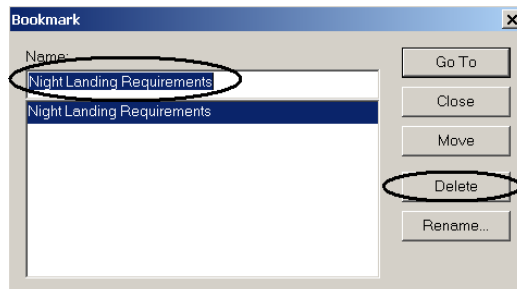 Bookmark
Name:
Night Landing Requirements
Night Landing Requirements
Go To
Close
Move
Delete
Rename...